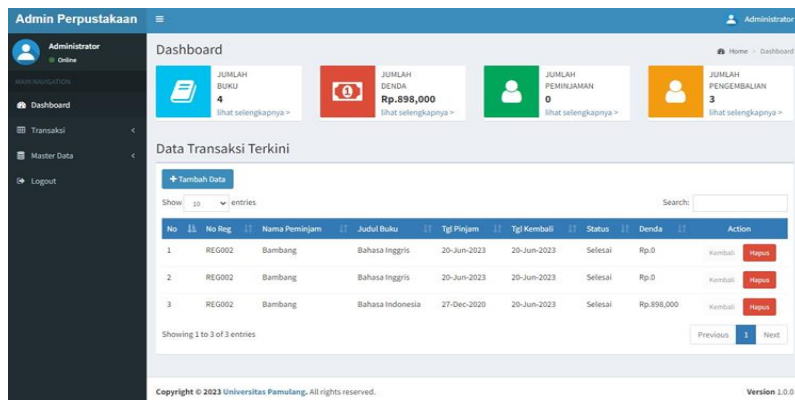 Admin Perpustakaan
Administrator
Administrator
Online
MAIN NAVIGATION
Dashboard
Transaksi
Master Data
Logout
Dashboard
Home > Dashboard
JUMLAH
BUKU
4
lihat selengkapnya >
JUMLAH
DENDA
Rp.898,000
lihat selengkapnya >
JUMLAH
PEMINJAMAN
0
lihat selengkapnya >
JUMLAH
PENGEMBALIAN
3
lihat selengkapnya >
Data Transaksi Terkini
+ Tambah Data
Show 10 entries
Search:
No No Reg Nama Peminjam Judul Buku Tgl Pinjam Tgl Kembali Status Denda Action
1 REG002 Bambang Bahasa Inggris 20-Jun-2023 20-Jun-2023 Selesai Rp.0 Kembali Hapus
2 REG002 Bambang Bahasa Inggris 20-Jun-2023 20-Jun-2023 Selesai Rp.0 Kembali Hapus
3 REG002 Bambang Bahasa Indonesia 27-Dec-2020 20-Jun-2023 Selesai Rp.898,000 Kembali Hapus
Showing 1 to 3 of 3 entries
Previous 1 Next
Copyright © 2023 Universitas Pamulang. All rights reserved.
Version 1.0.0